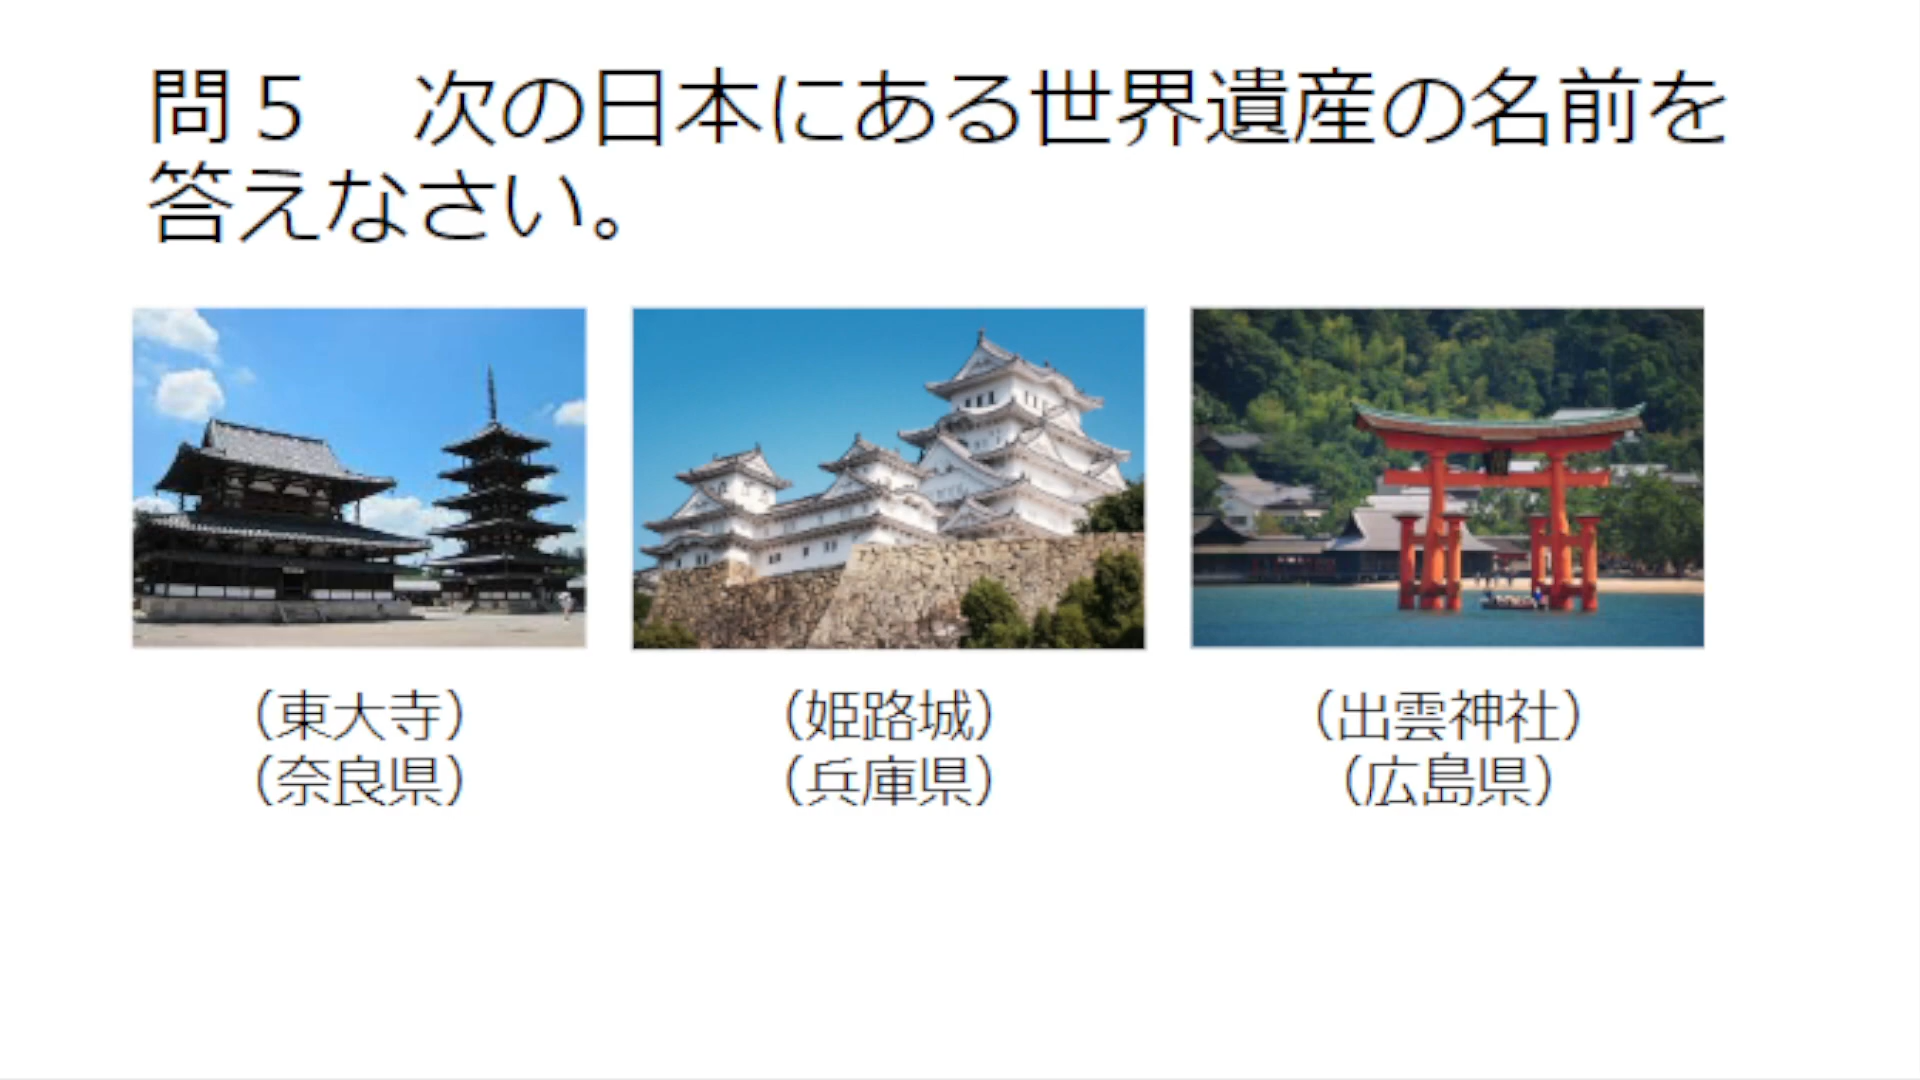 問５　次の日本にある世界遺産の名前を
答えなさい。
（東大寺）
（奈良県）
（姫路城）
（兵庫県）
（出雲神社）
（広島県）